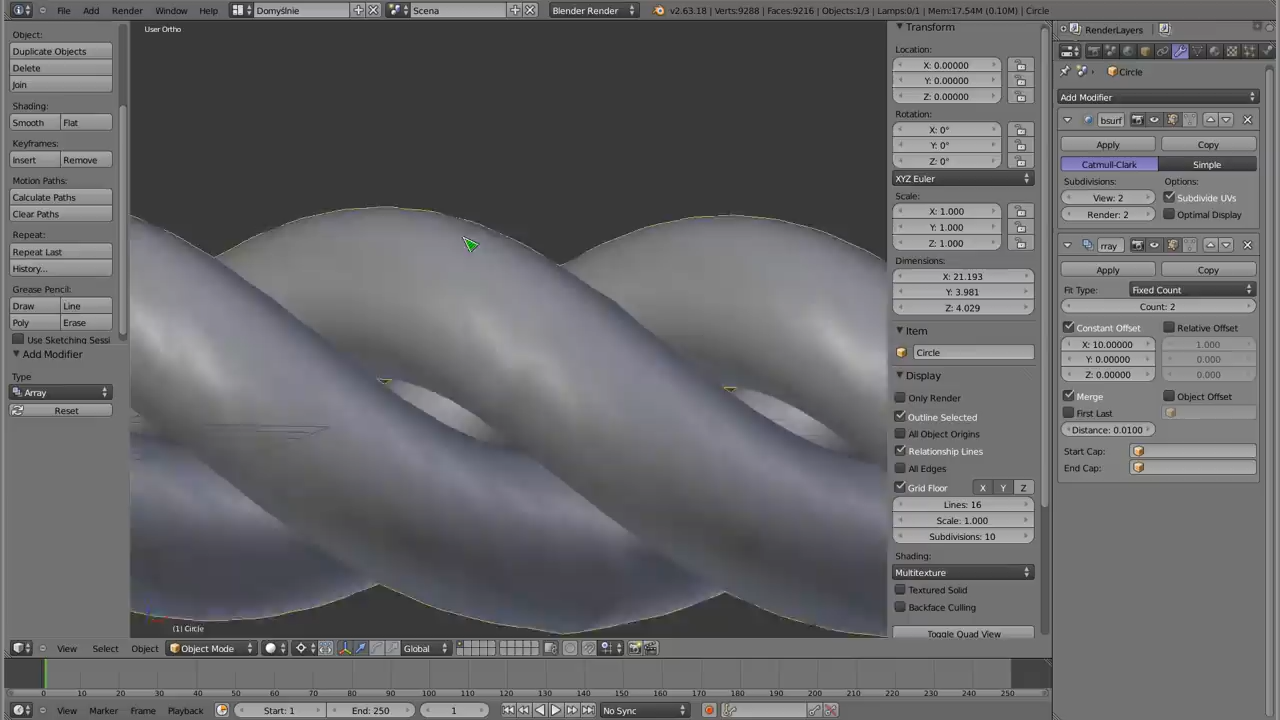 File Add Render Window Help Domyślnie Scena Blender Render v2.63.18 | Verts:9288 | Faces:9216 | Objects:1/3 | Lamps:0/1 | Mem:17.54M (0.10M) | Circle
Object:
Duplicate Objects
Delete
Join
Shading:
Smooth Flat
Keyframes:
Insert Remove
Motion Paths:
Calculate Paths
Clear Paths
Repeat:
Repeat Last
History...
Grease Pencil:
Draw Line
Poly Erase
Use Sketching Sessi
Add Modifier
Type
Array
Reset
User Ortho
(1) Circle
Transform
Location:
X: 0.00000
Y: 0.00000
Z: 0.00000
Rotation:
X: 0°
Y: 0°
Z: 0°
XYZ Euler
Scale:
X: 1.000
Y: 1.000
Z: 1.000
Dimensions:
X: 21.193
Y: 3.981
Z: 4.029
Item
Circle
Display
Only Render
Outline Selected
All Object Origins
Relationship Lines
All Edges
Grid Floor X Y Z
Lines: 16
Scale: 1.000
Subdivisions: 10
Shading:
Multitexture
Textured Solid
Backface Culling
Toggle Quad View
RenderLayers
Circle
Add Modifier
bsurf
Apply Copy
Catmull-Clark Simple
Subdivisions: Options:
View: 2 Subdivide UVs
Render: 2 Optimal Display
rray
Apply Copy
Fit Type: Fixed Count
Count: 2
Constant Offset Relative Offset
X: 10.00000 1.000
Y: 0.00000 0.000
Z: 0.00000 0.000
Merge Object Offset
First Last
Distance: 0.0100
Start Cap:
End Cap:
View Select Object Object Mode Global
0 10 20 30 40 50 60 70 80 90 100 110 120 130 140 150 160 170 180 190 200 210 220 230 240 250
View Marker Frame Playback Start: 1 End: 250 1 No Sync